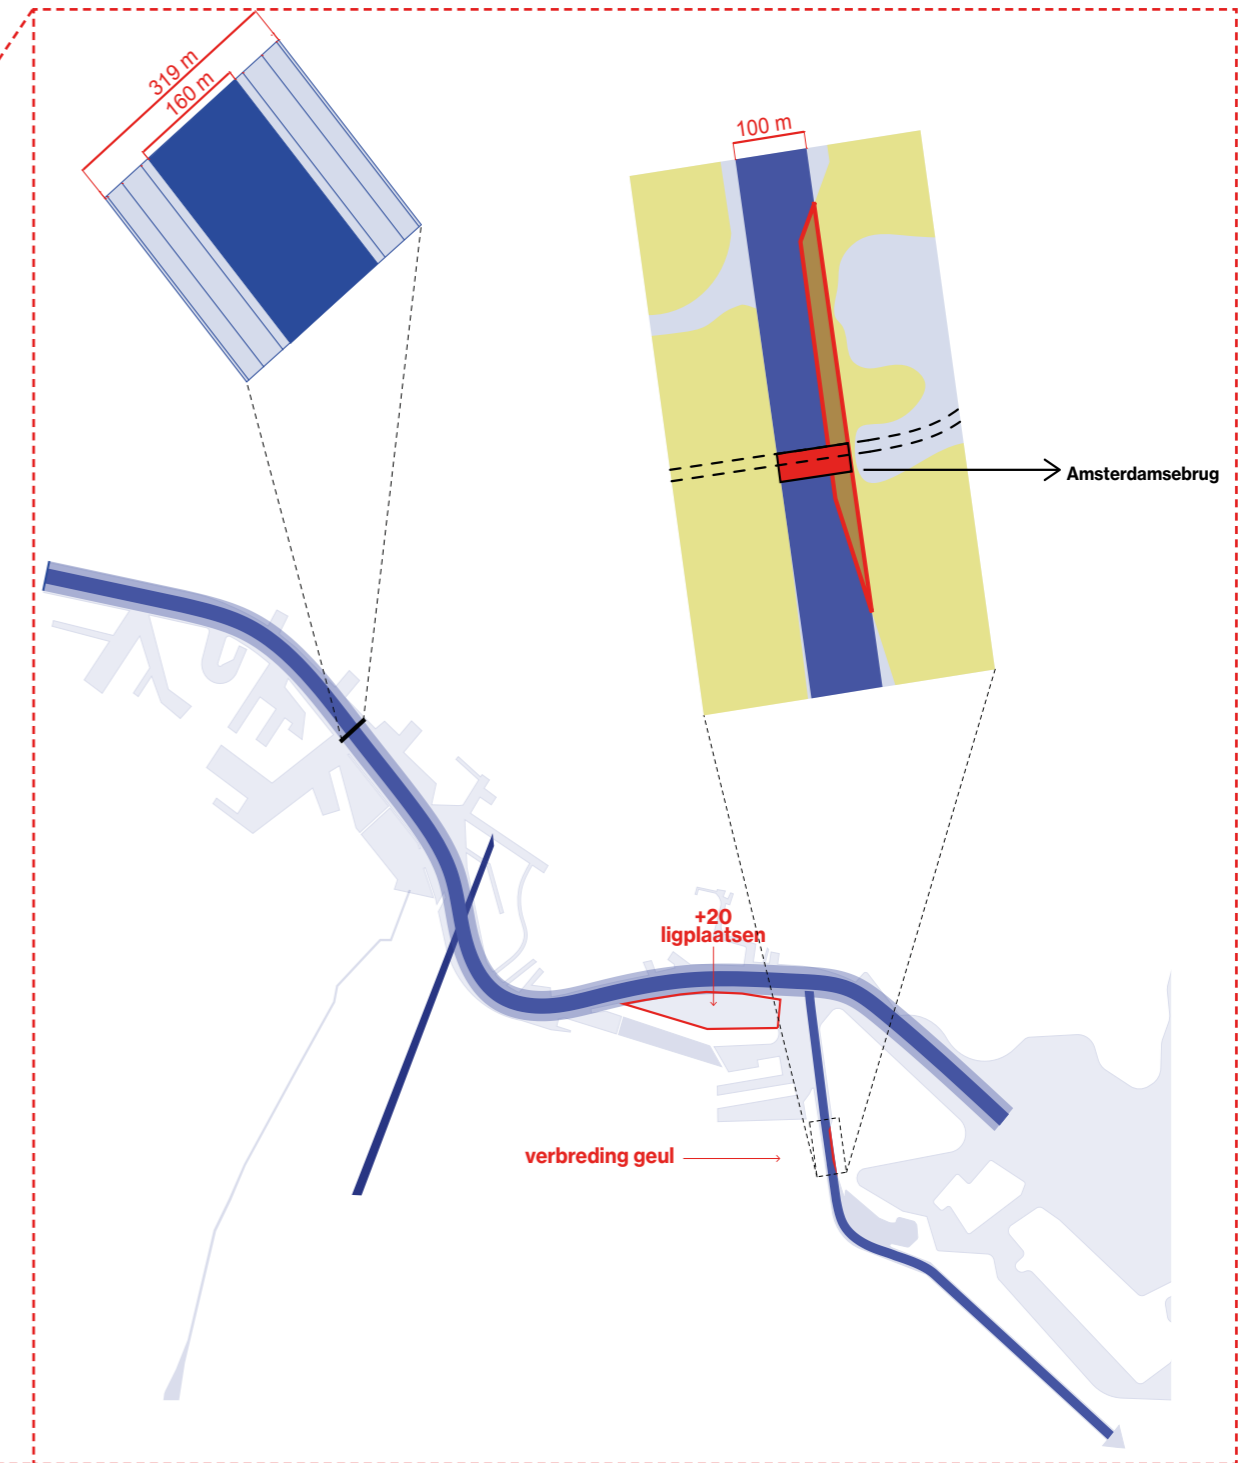 319 m
160 m
100 m
Amsterdamsebrug
+20
ligplaatsen
verbreding geul